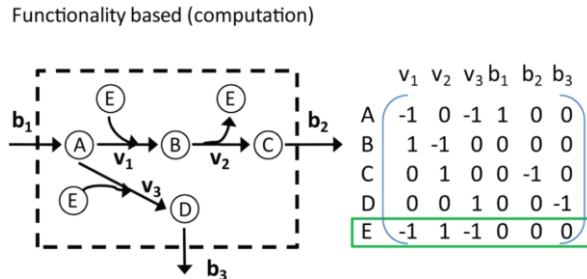 Functionality based (computation)
E E
b1 A v1 B v2 C b2
E v3 D
b3
v1 v2 v3 b1 b2 b3
A -1 0 -1 1 0 0
B 1 -1 0 0 0 0
C 0 1 0 0 -1 0
D 0 0 1 0 0 -1
E -1 1 -1 0 0 0